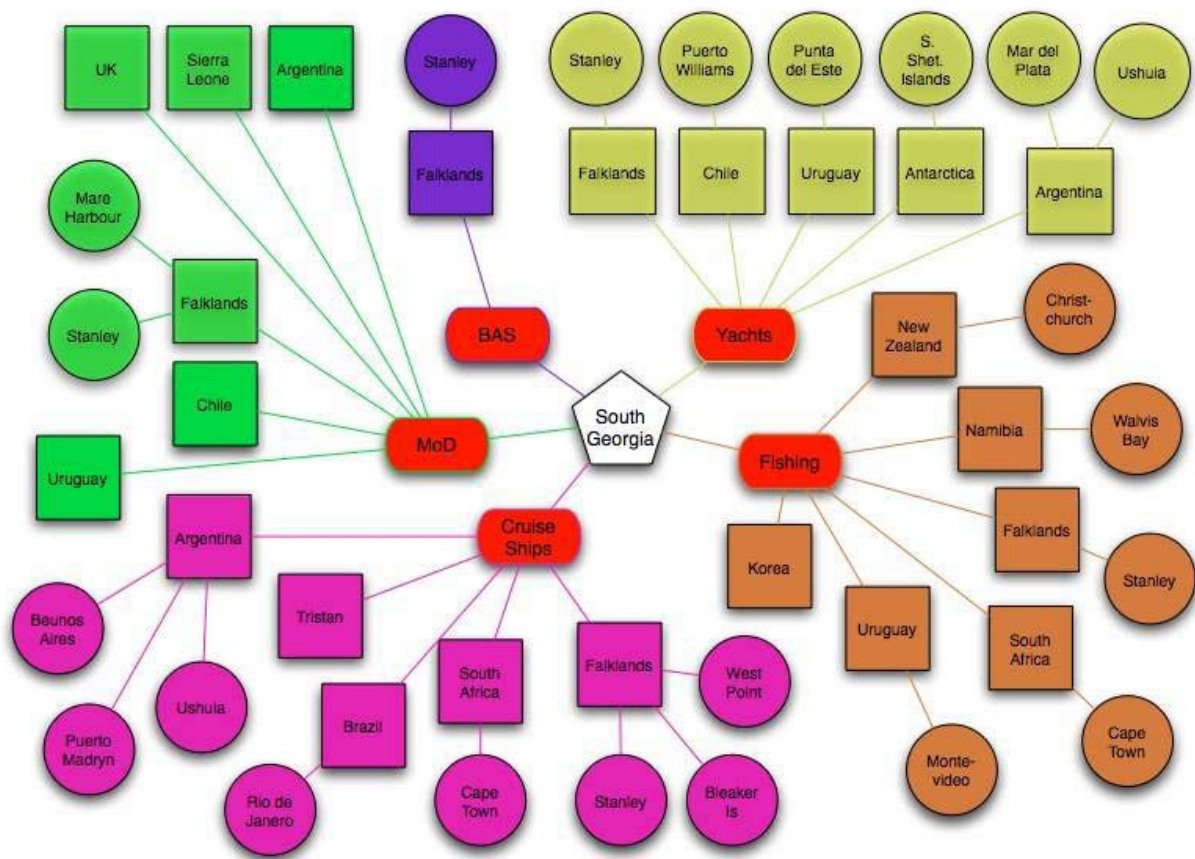 UK
Sierra
Leone
Argentina
Stanley
Stanley
Puerto
Williams
Punta
del Este
S.
Shet.
Islands
Mar del
Plata
Ushuia
Falklands
Falklands
Chile
Uruguay
Antarctica
Argentina
Mare
Harbour
Falklands
Stanley
Chile
Uruguay
BAS
Yachts
MoD
South
Georgia
Fishing
New
Zealand
Christ-
church
Namibia
Walvis
Bay
Falklands
Stanley
Korea
Uruguay
South
Africa
Monte-
video
Cape
Town
Cruise
Ships
Argentina
Beunos
Aires
Puerto
Madryn
Ushuia
Tristan
Brazil
Rio de
Janero
South
Africa
Cape
Town
Falklands
West
Point
Stanley
Bleaker
Is